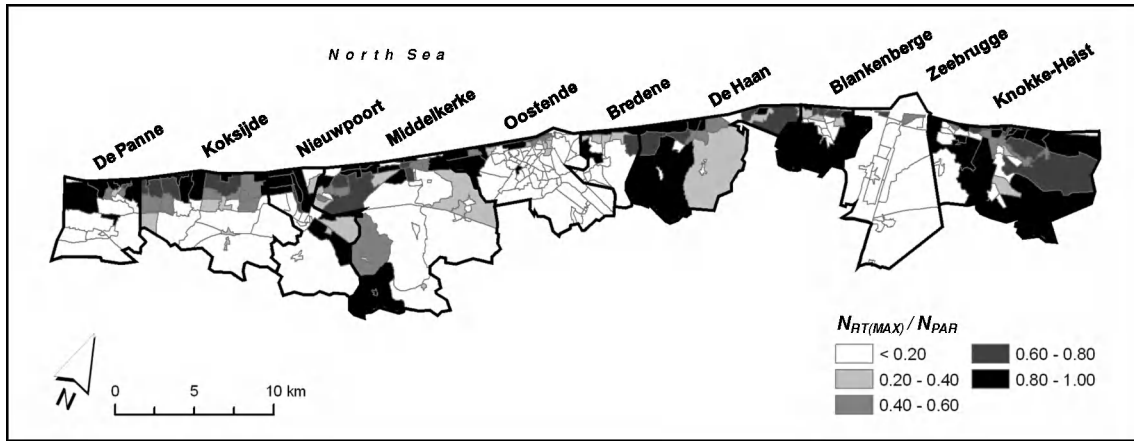 North Sea
De Panne
Koksijde
Nieuwpoort
Middelkerke
Oostende
Bredene
De Haan
Blankenberge
Zeebrugge
Knokke-Heist
N_RT(MAX) / N_PAR
< 0.20
0.20 - 0.40
0.40 - 0.60
0.60 - 0.80
0.80 - 1.00
N
0 5 10 km